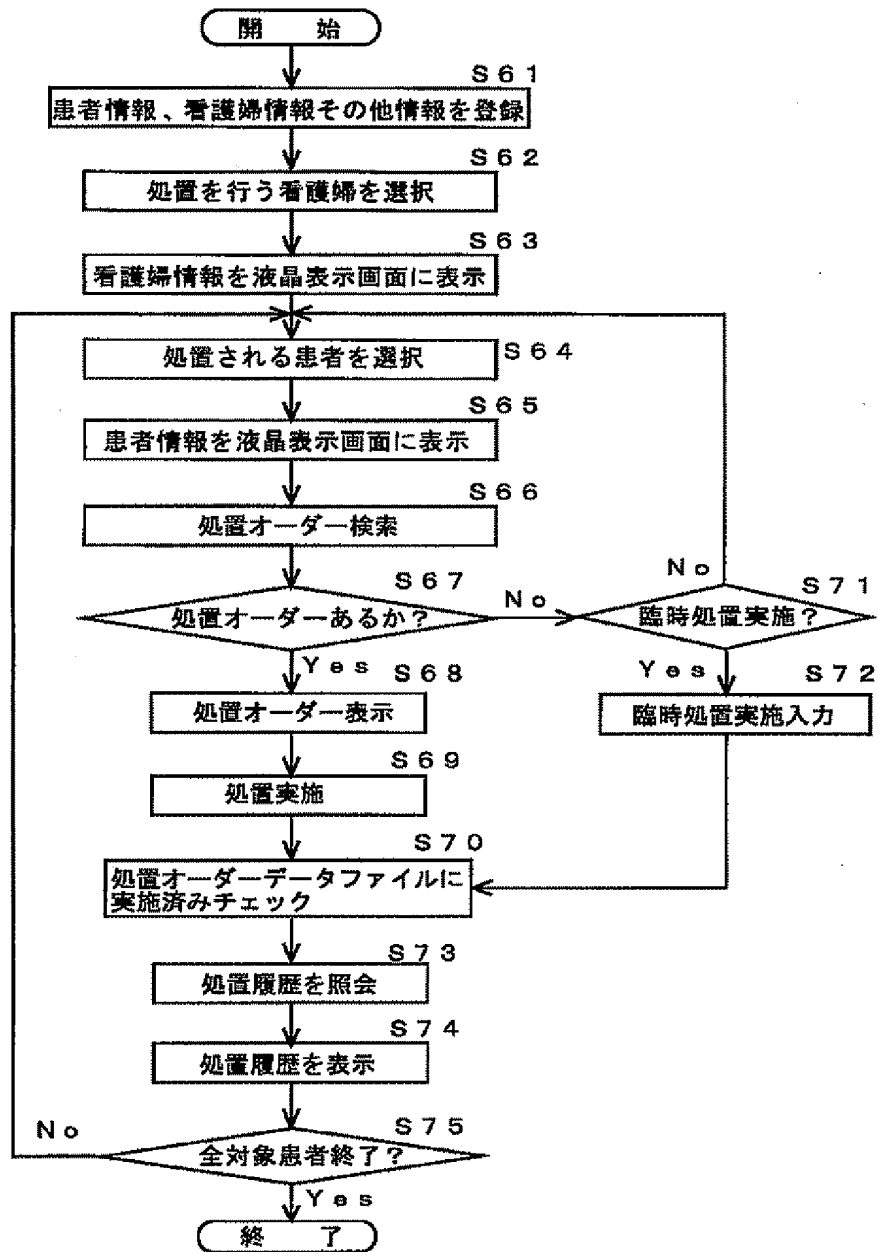 開 始
S61
患者情報、看護婦情報その他情報を登録
S62
処置を行う看護婦を選択
S63
看護婦情報を液晶表示画面に表示
処置される患者を選択
S64
S65
患者情報を液晶表示画面に表示
S66
処置オーダー検索
S67
処置オーダーあるか?
No
No
S71
臨時処置実施?
Yes
S68
処置オーダー表示
Yes
S72
臨時処置実施入力
S69
処置実施
S70
処置オーダーデータファイルに
実施済みチェック
S73
処置履歴を照会
S74
処置履歴を表示
S75
No
全対象患者終了?
Yes
終 了